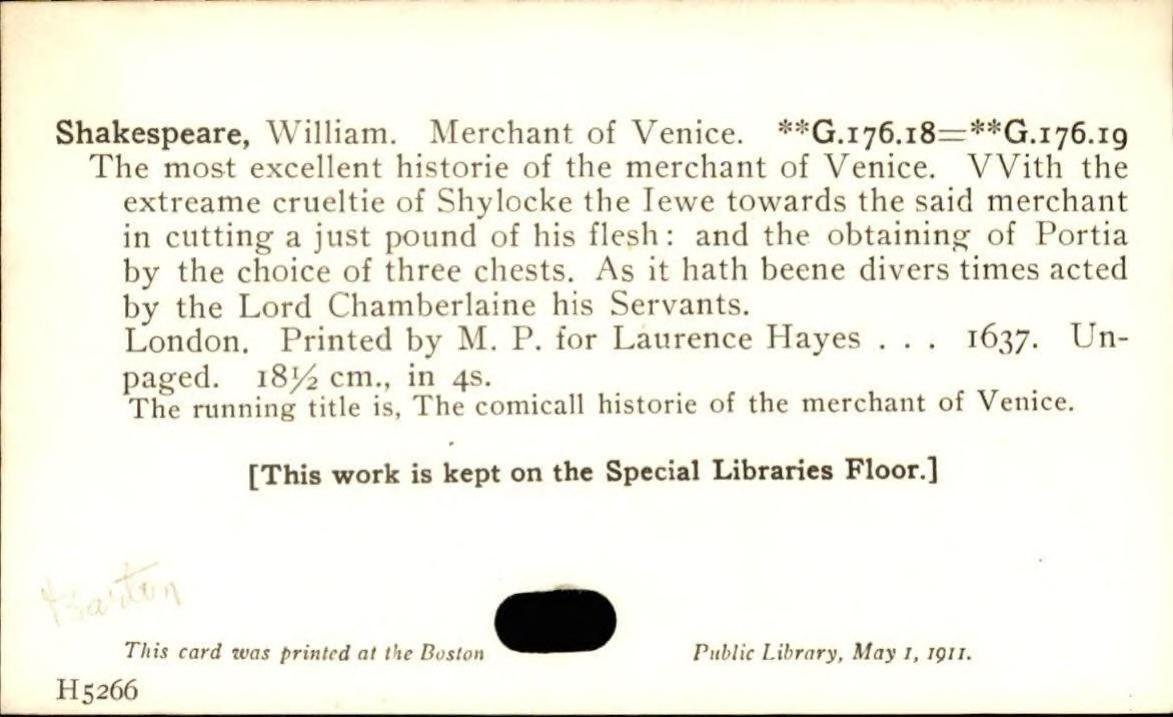 Shakespeare, William. Merchant of Venice. **G.176.18=**G.176.19
The most excellent historie of the merchant of Venice. VVith the
extreame crueltie of Shylocke the Iewe towards the said merchant
in cutting a just pound of his flesh: and the obtaining of Portia
by the choice of three chests. As it hath beene divers times acted
by the Lord Chamberlaine his Servants.
London. Printed by M. P. for Laurence Hayes . . . 1637. Un-
paged. 18½ cm., in 4s.
The running title is, The comicall historie of the merchant of Venice.
[This work is kept on the Special Libraries Floor.]
Barton
This card was printed at the Boston Public Library, May 1, 1911.
H5266